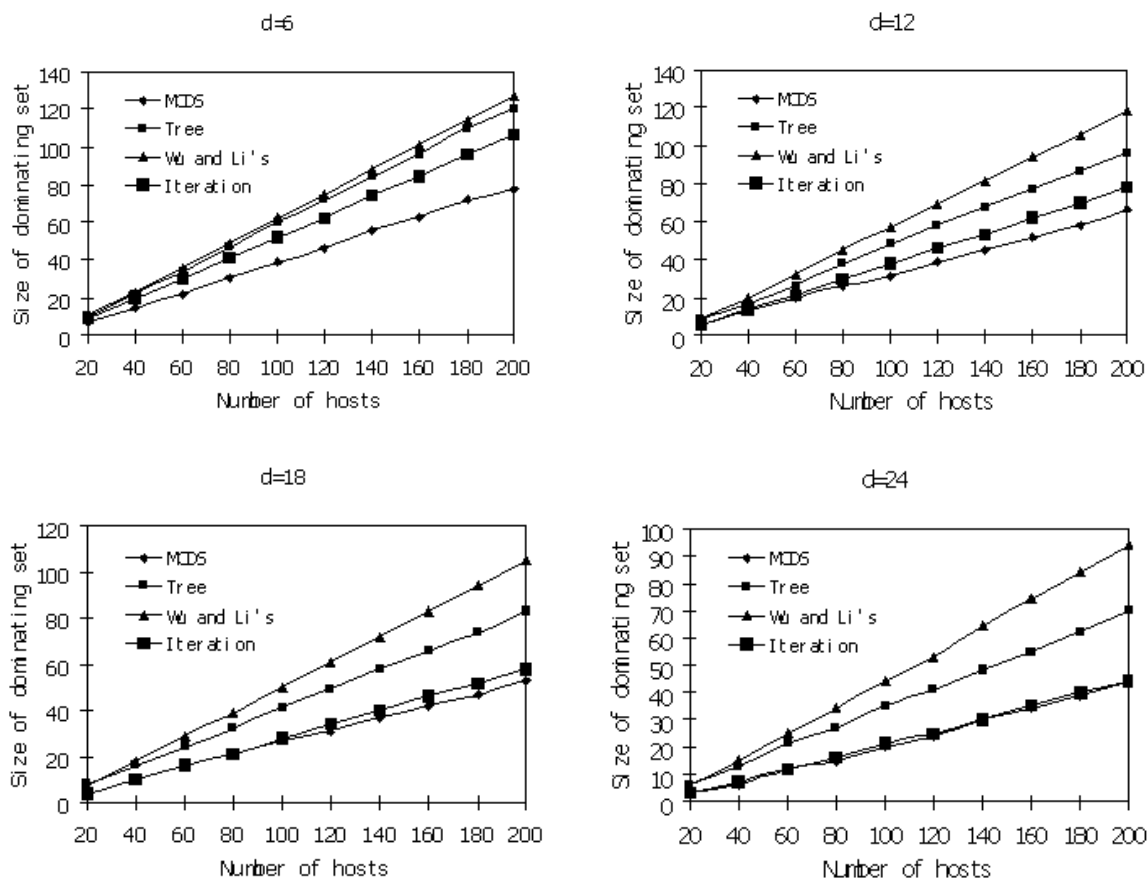 d=6
Size of dominating set
140
120
100
80
60
40
20
0
MCDS
Tree
Wu and Li's
Iteration
20 40 60 80 100 120 140 160 180 200
Number of hosts
d=12
Size of dominating set
140
120
100
80
60
40
20
0
MCDS
Tree
Wu and Li's
Iteration
20 40 60 80 100 120 140 160 180 200
Number of hosts
d=18
Size of dominating set
120
100
80
60
40
20
0
MCDS
Tree
Wu and Li's
Iteration
20 40 60 80 100 120 140 160 180 200
Number of hosts
d=24
Size of dominating set
100
90
80
70
60
50
40
30
20
10
0
MCDS
Tree
Wu and Li's
Iteration
20 40 60 80 100 120 140 160 180 200
Number of hosts